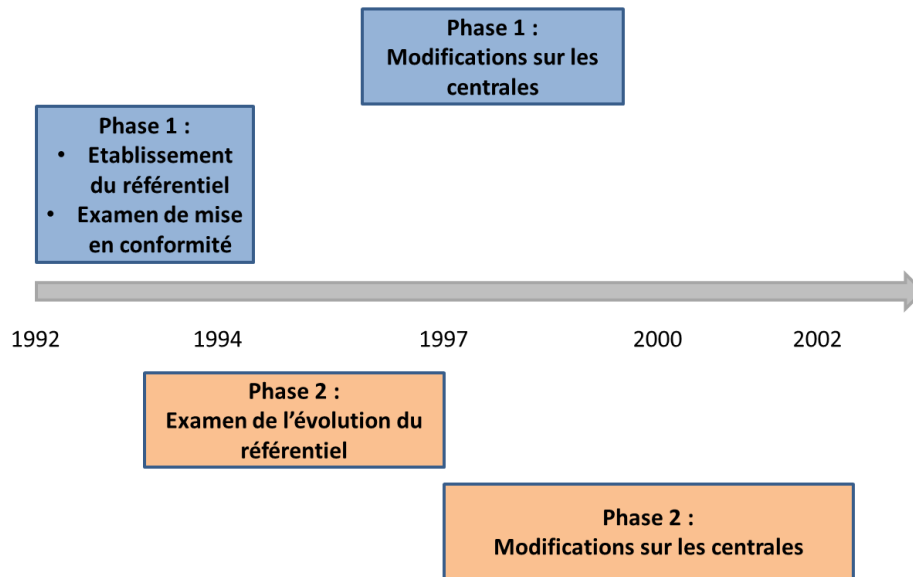 Phase 1 :
Modifications sur les
centrales
Phase 1 :
• Etablissement
du référentiel
• Examen de mise
en conformité
1992 1994 1997 2000 2002
Phase 2 :
Examen de l’évolution du
référentiel
Phase 2 :
Modifications sur les centrales